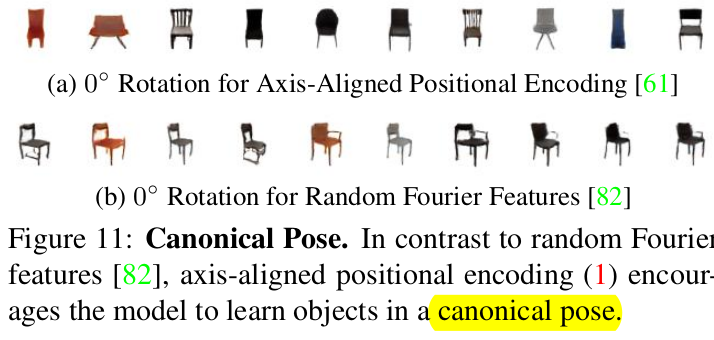 (a) 0° Rotation for Axis-Aligned Positional Encoding [61]
(b) 0° Rotation for Random Fourier Features [82]
Figure 11: Canonical Pose. In contrast to random Fourier
features [82], axis-aligned positional encoding (1) encour-
ages the model to learn objects in a canonical pose.